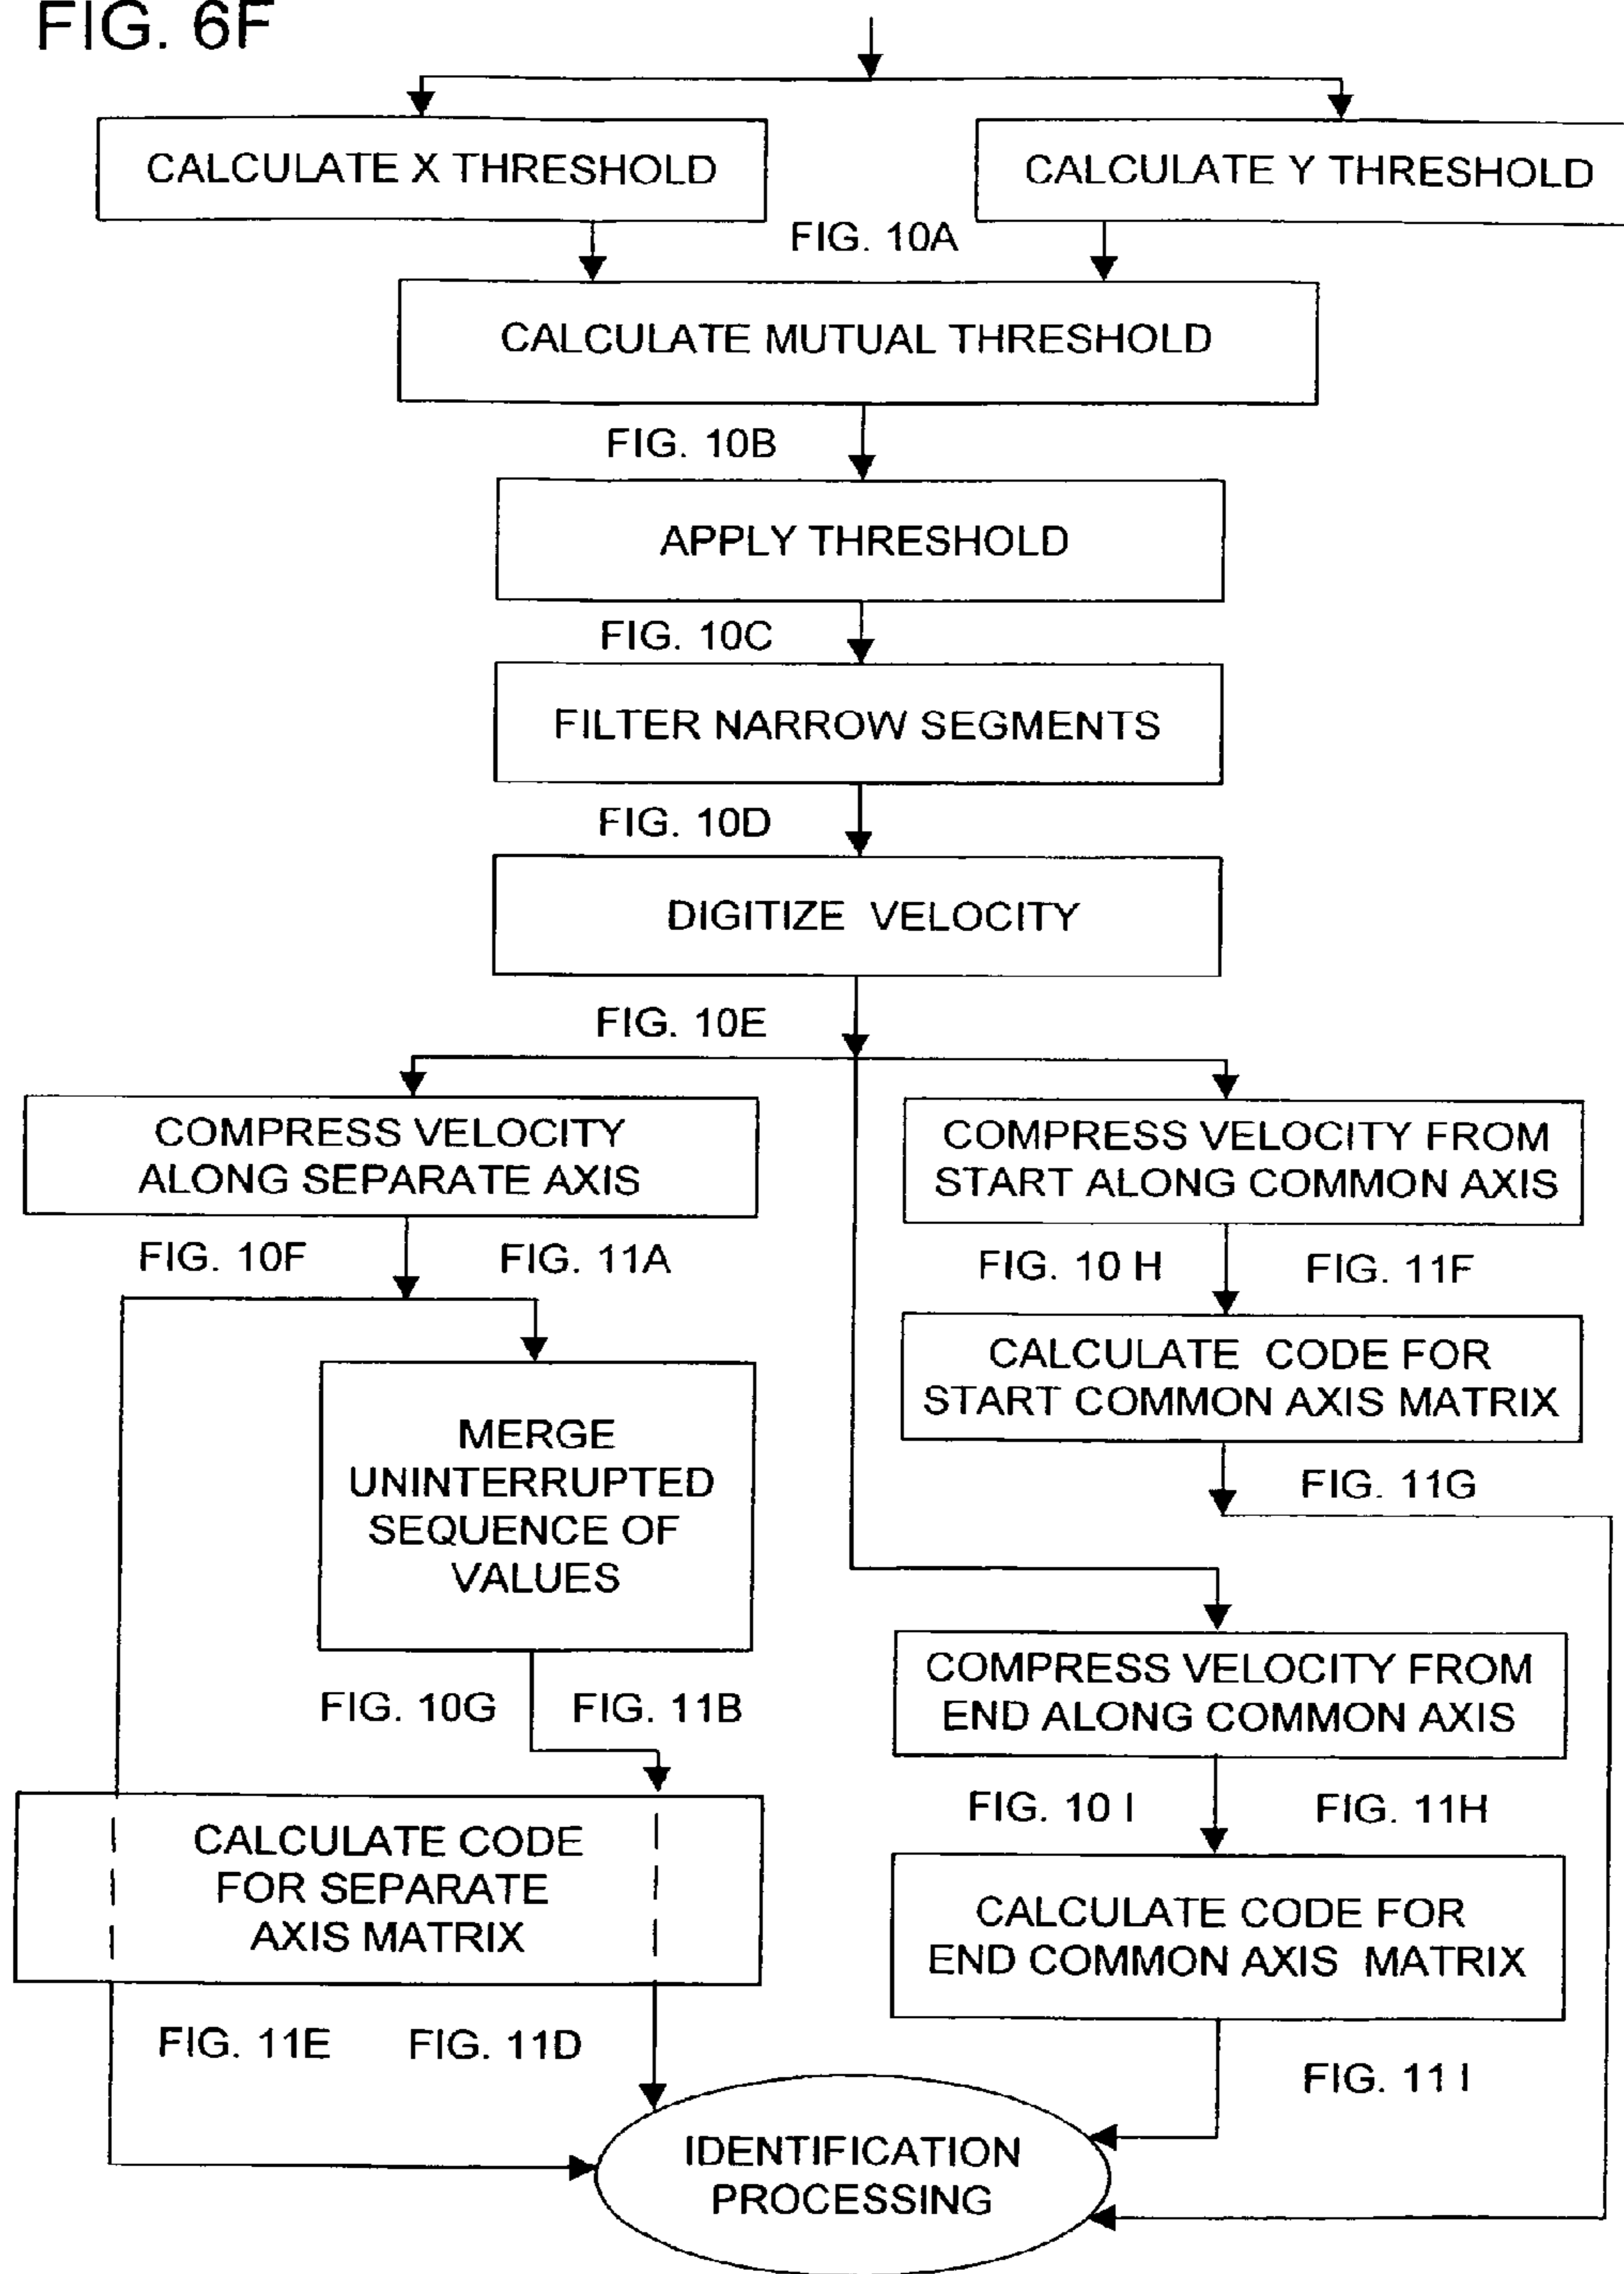 FIG. 6F
CALCULATE X THRESHOLD
CALCULATE Y THRESHOLD
FIG. 10A
CALCULATE MUTUAL THRESHOLD
FIG. 10B
APPLY THRESHOLD
FIG. 10C
FILTER NARROW SEGMENTS
FIG. 10D
DIGITIZE VELOCITY
FIG. 10E
COMPRESS VELOCITY
ALONG SEPARATE AXIS
COMPRESS VELOCITY FROM
START ALONG COMMON AXIS
FIG. 10F
FIG. 11A
FIG. 10 H
FIG. 11F
CALCULATE CODE FOR
START COMMON AXIS MATRIX
MERGE
UNINTERRUPTED
SEQUENCE OF
VALUES
FIG. 11G
COMPRESS VELOCITY FROM
END ALONG COMMON AXIS
FIG. 10G
FIG. 11B
FIG. 10 I
FIG. 11H
CALCULATE CODE
FOR SEPARATE
AXIS MATRIX
CALCULATE CODE FOR
END COMMON AXIS MATRIX
FIG. 11E
FIG. 11D
FIG. 11 I
IDENTIFICATION
PROCESSING